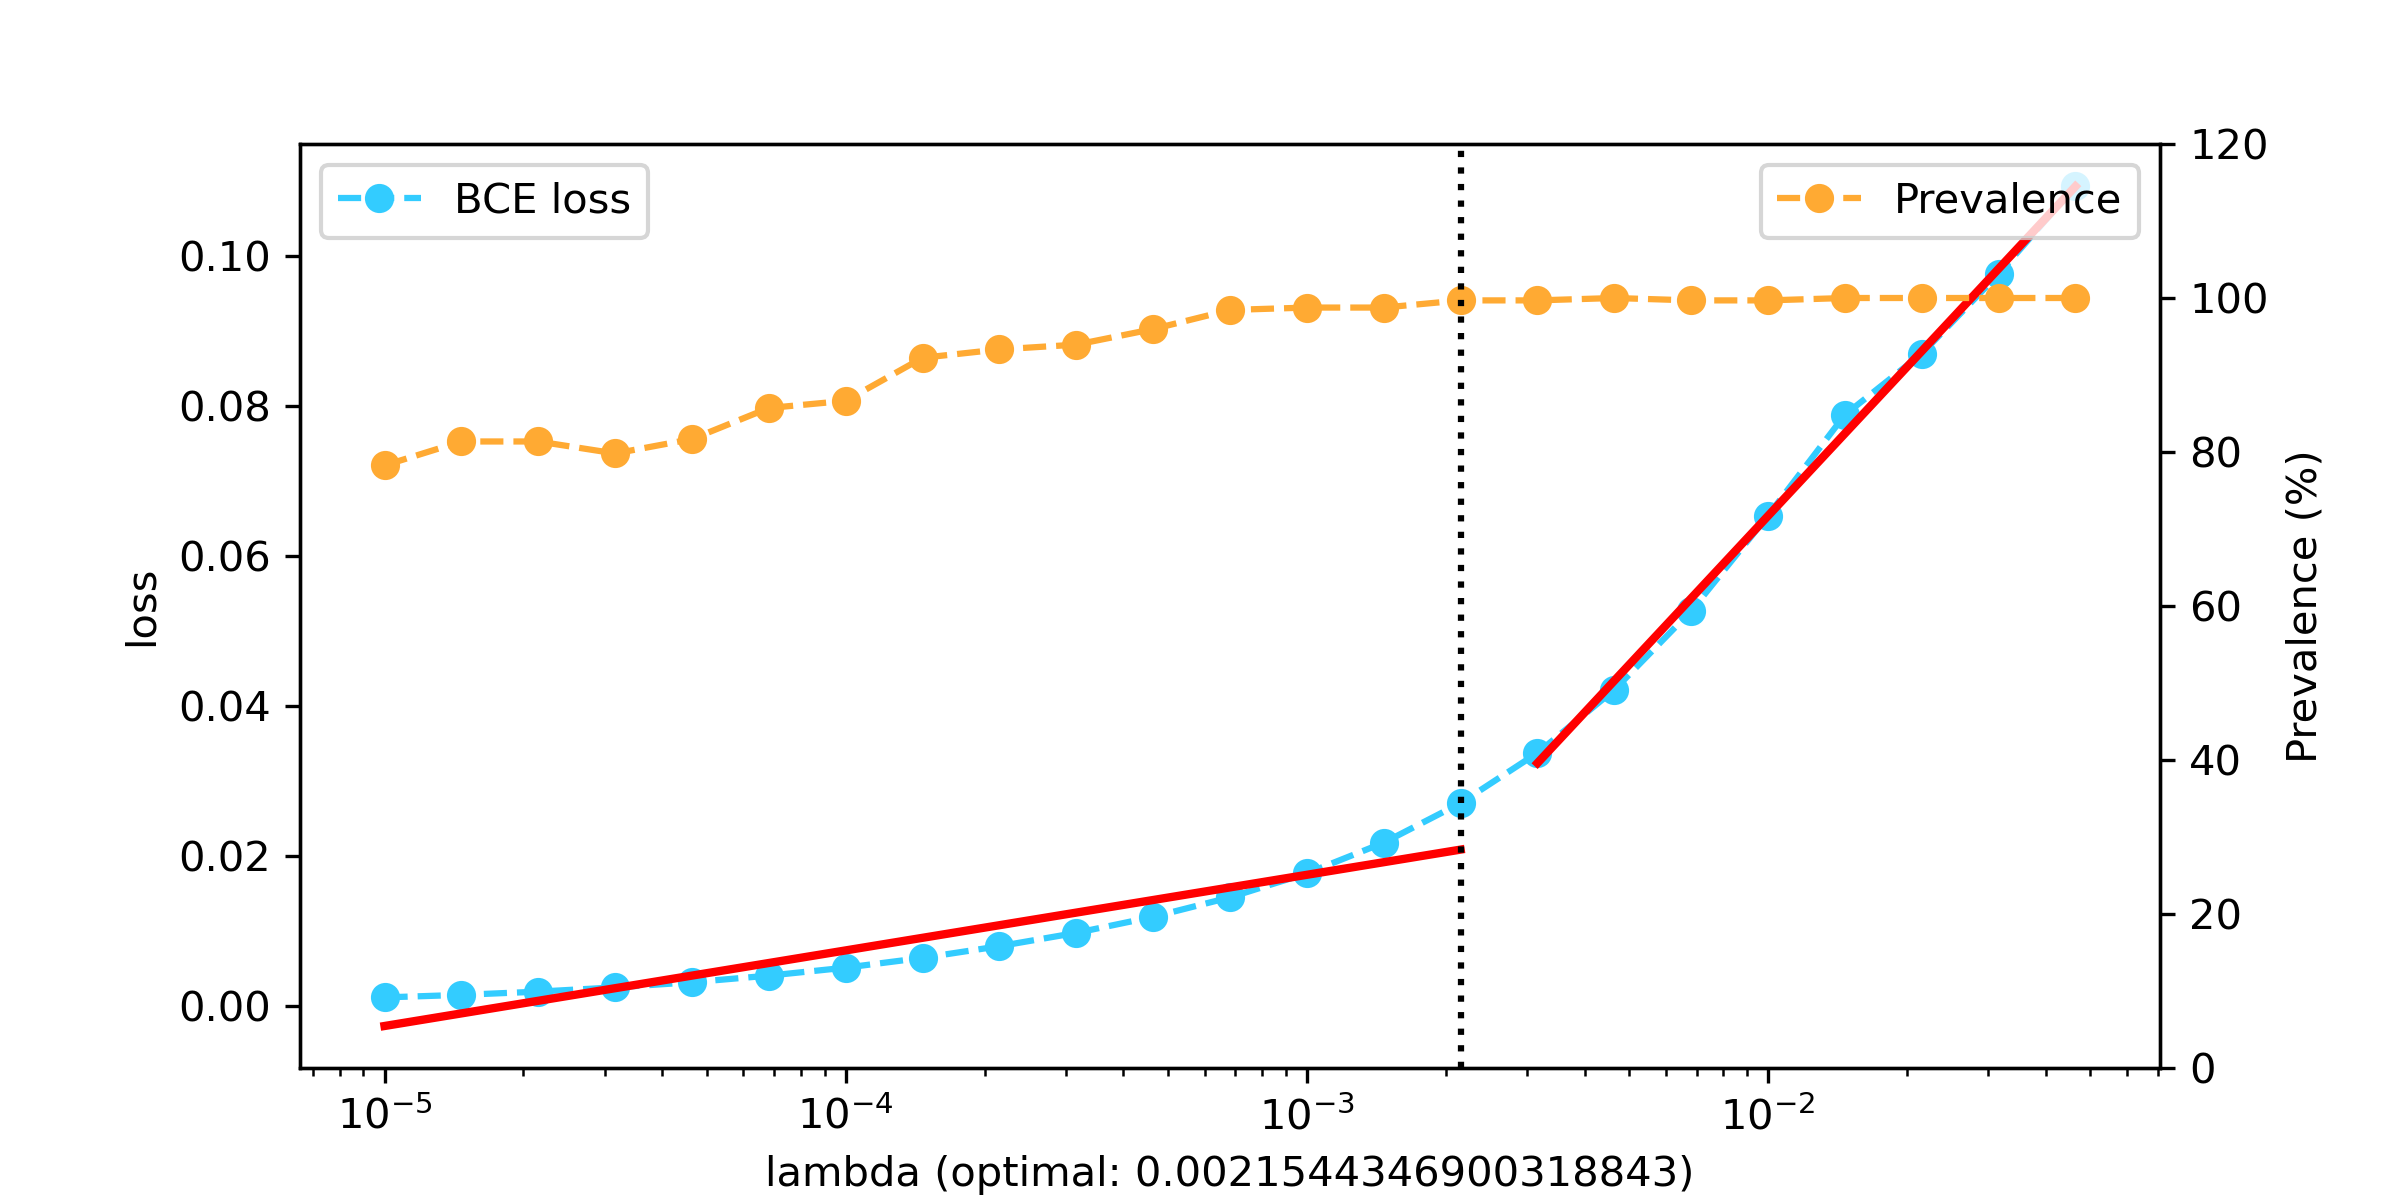 BCE loss
Prevalence
loss
0.10
0.08
0.06
0.04
0.02
0.00
120
100
80
60
40
20
0
Prevalence (%)
10⁻⁵ 10⁻⁴ 10⁻³ 10⁻²
lambda (optimal: 0.0021544346900318843)